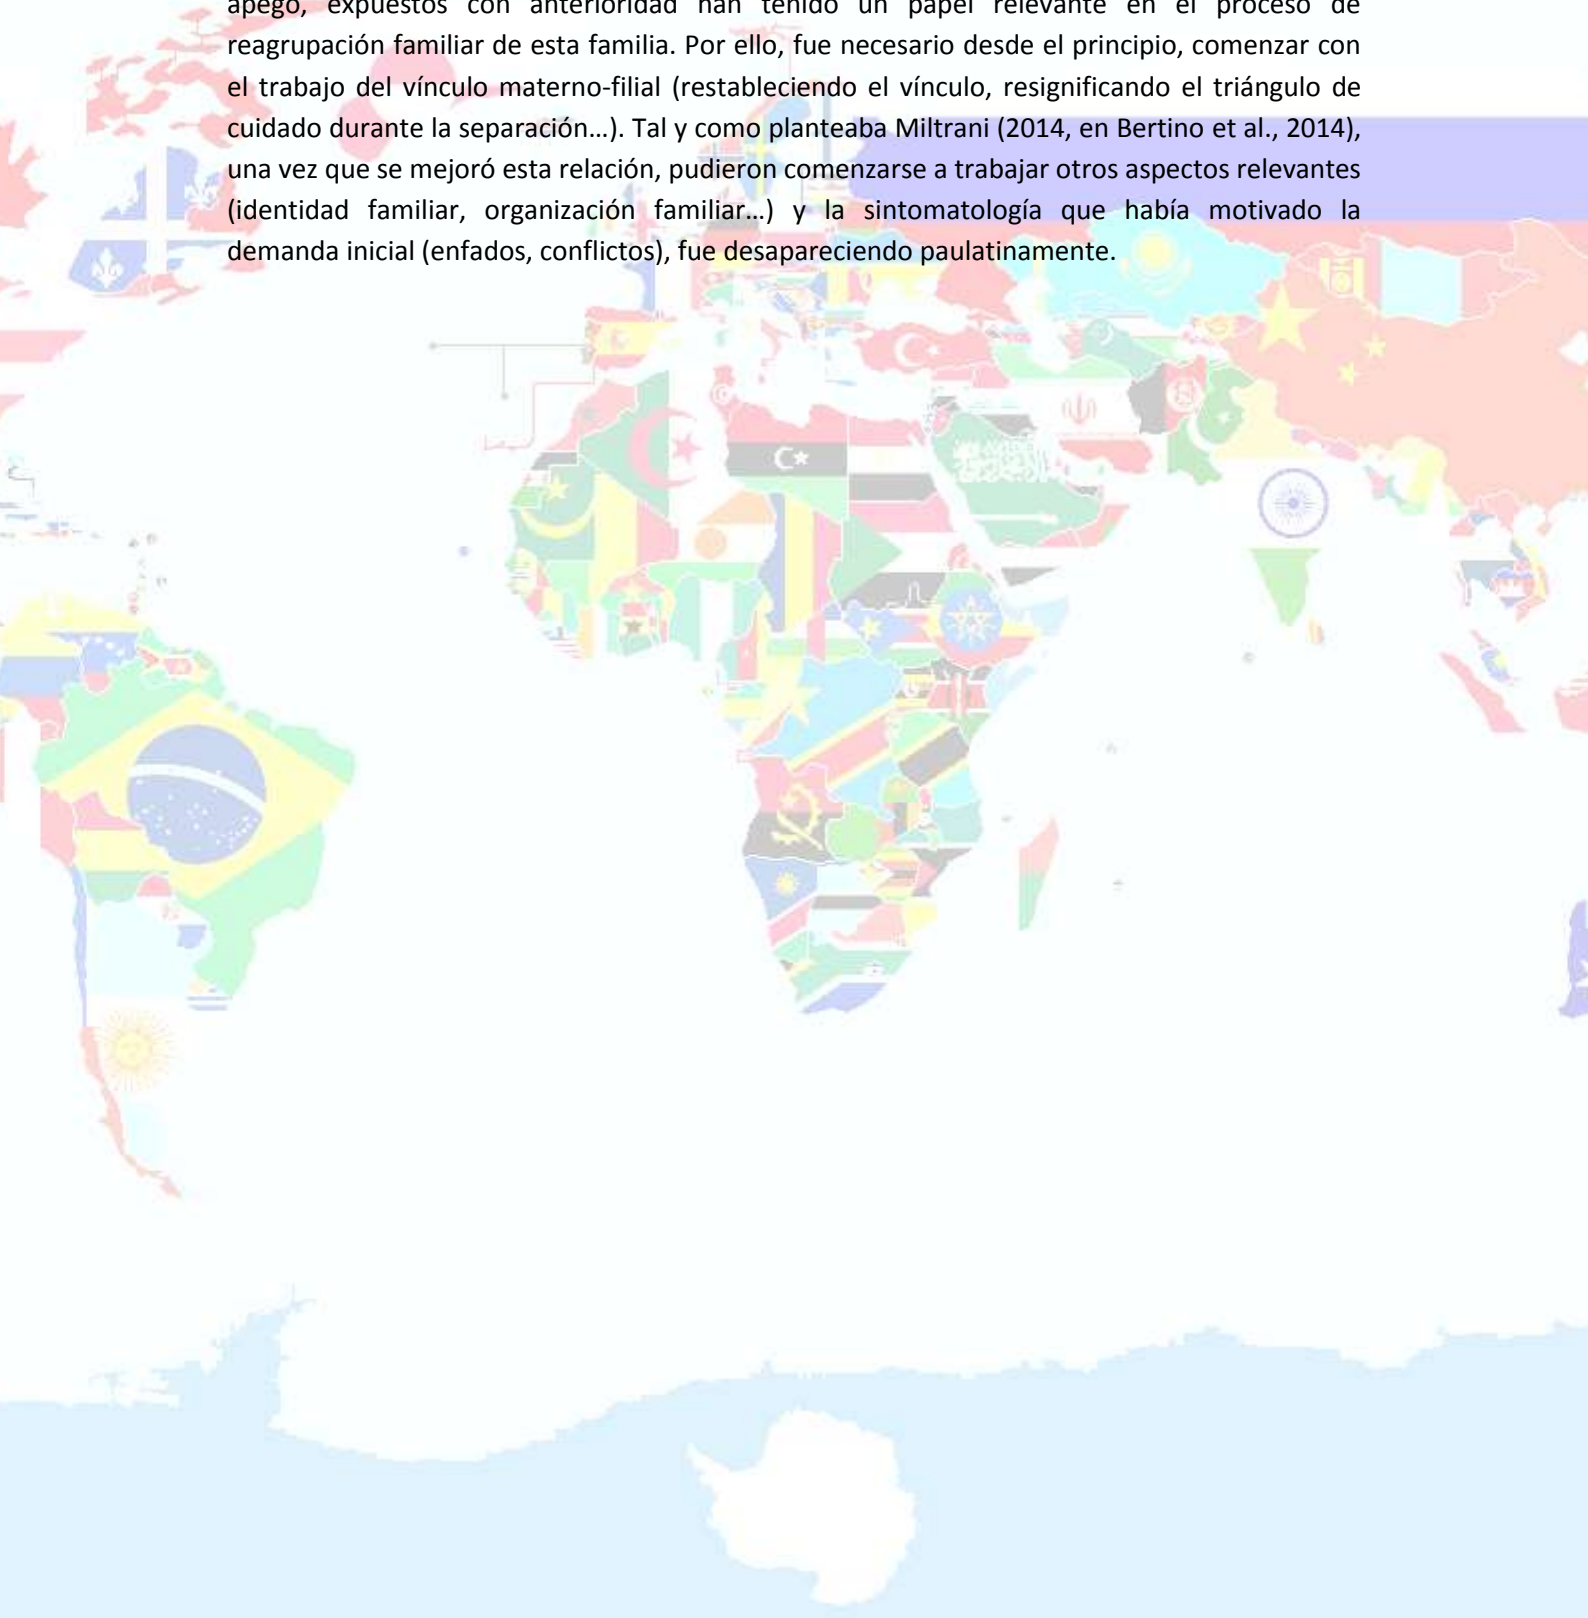 apego, expuestos con anterioridad han tenido un papel relevante en el proceso de
reagrupación familiar de esta familia. Por ello, fue necesario desde el principio, comenzar con
el trabajo del vínculo materno-filial (restableciendo el vínculo, resignificando el triángulo de
cuidado durante la separación…). Tal y como planteaba Miltrani (2014, en Bertino et al., 2014),
una vez que se mejoró esta relación, pudieron comenzarse a trabajar otros aspectos relevantes
(identidad familiar, organización familiar…) y la sintomatología que había motivado la
demanda inicial (enfados, conflictos), fue desapareciendo paulatinamente.